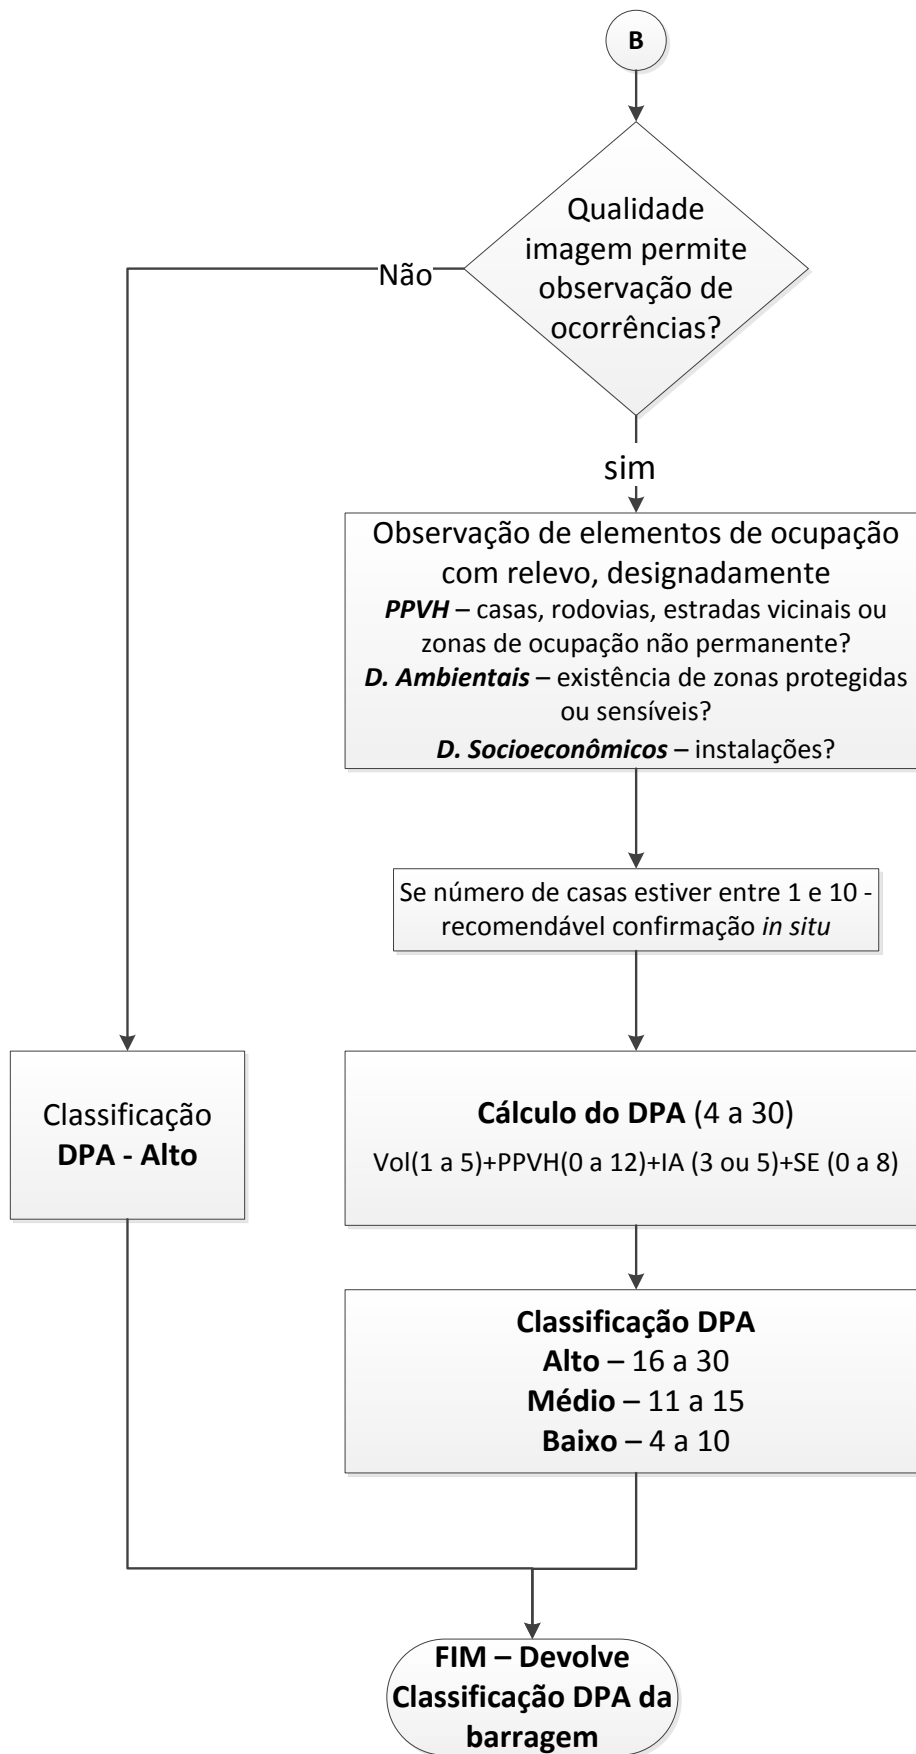 B
Qualidade
imagem permite
observação de
ocorrências?
Não
sim
Observação de elementos de ocupação
com relevo, designadamente
PPVH – casas, rodovias, estradas vicinais ou
zonas de ocupação não permanente?
D. Ambientais – existência de zonas protegidas
ou sensíveis?
D. Socioeconômicos – instalações?
Se número de casas estiver entre 1 e 10 -
recomendável confirmação in situ
Classificação
DPA - Alto
Cálculo do DPA (4 a 30)
Vol(1 a 5)+PPVH(0 a 12)+IA (3 ou 5)+SE (0 a 8)
Classificação DPA
Alto – 16 a 30
Médio – 11 a 15
Baixo – 4 a 10
FIM – Devolve
Classificação DPA da
barragem